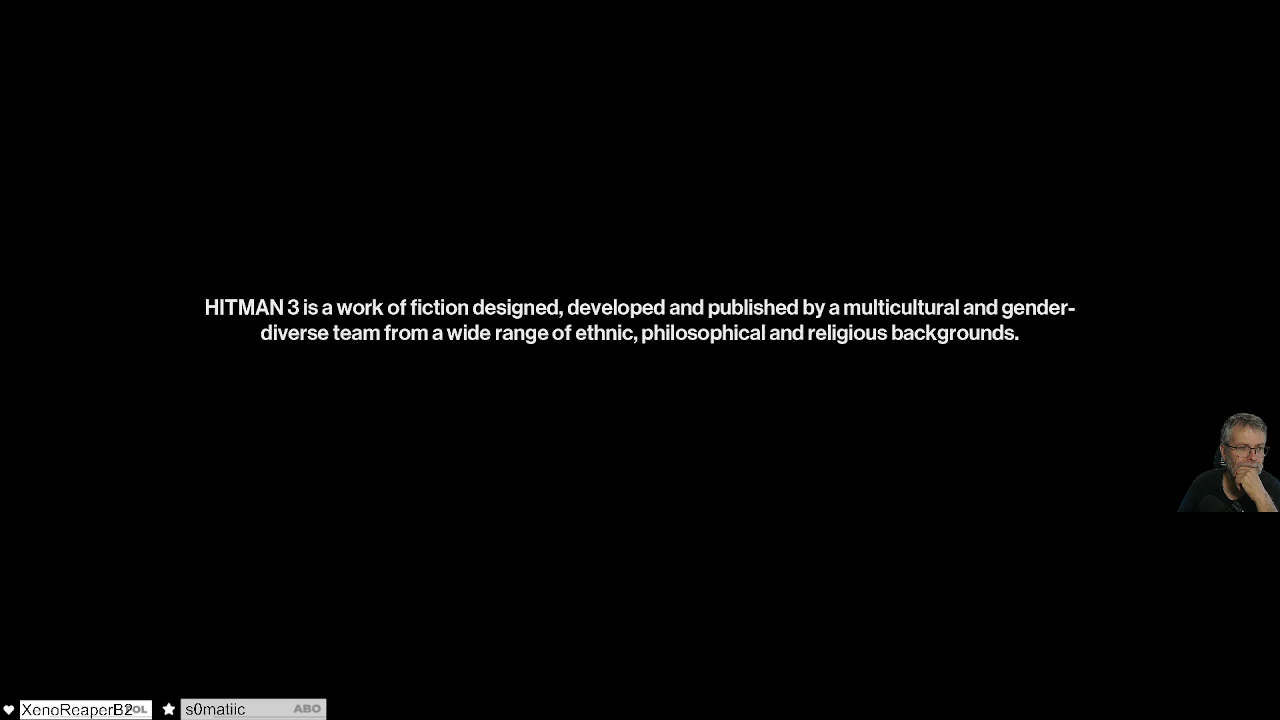 HITMAN 3 is a work of fiction designed, developed and published by a multicultural and gender-
diverse team from a wide range of ethnic, philosophical and religious backgrounds.
XenoReaperB2 OL
s0matiic ABO